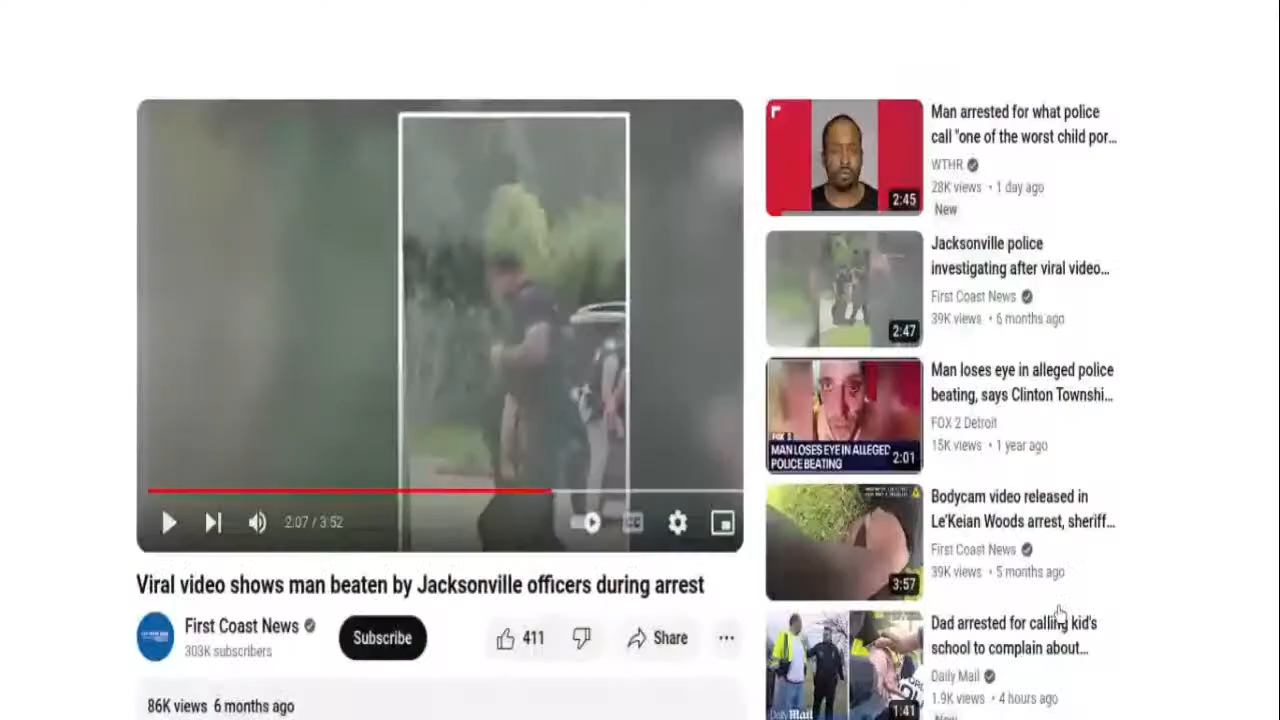 2:07 / 3:52
Viral video shows man beaten by Jacksonville officers during arrest
First Coast News
303K subscribers
Subscribe
411
Share
86K views 6 months ago
Man arrested for what police
call "one of the worst child por...
WTHR
28K views • 1 day ago
New
2:45
Jacksonville police
investigating after viral video...
First Coast News
39K views • 6 months ago
2:47
Man loses eye in alleged police
beating, says Clinton Townshi...
FOX 2 Detroit
15K views • 1 year ago
MAN LOSES EYE IN ALLEGED
POLICE BEATING
2:01
Bodycam video released in
Le'Keian Woods arrest, sheriff...
First Coast News
39K views • 5 months ago
3:57
Dad arrested for calling kid's
school to complain about...
Daily Mail
1.9K views • 4 hours ago
New
Daily Mail
1:41